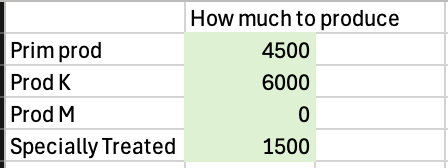 How much to produce
Prim prod 4500
Prod K 6000
Prod M 0
Specially Treated 1500